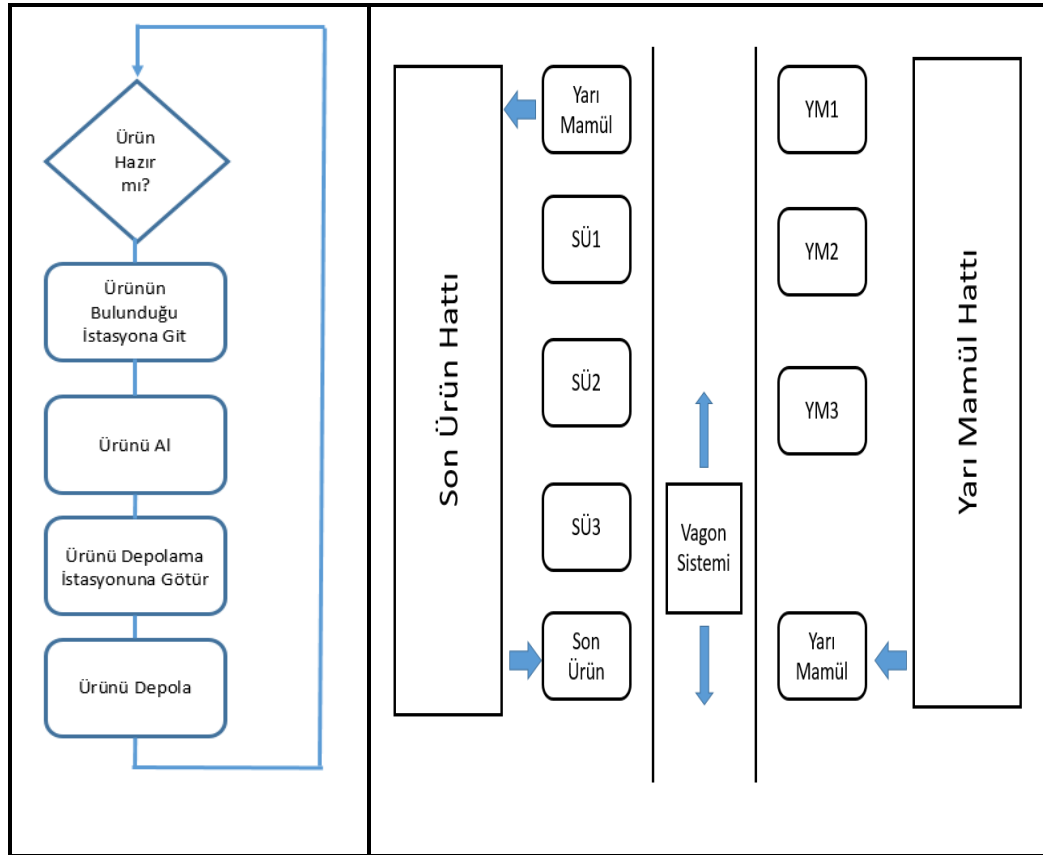 Ürün
Hazır
mı?
Ürünün
Bulunduğu
İstasyona Git
Ürünü Al
Ürünü Depolama
İstasyonuna Götür
Ürünü Depola
Son Ürün Hattı
Yarı
Mamül
SÜ1
SÜ2
SÜ3
Son
Ürün
Vagon
Sistemi
YM1
YM2
YM3
Yarı
Mamül
Yarı Mamül Hattı